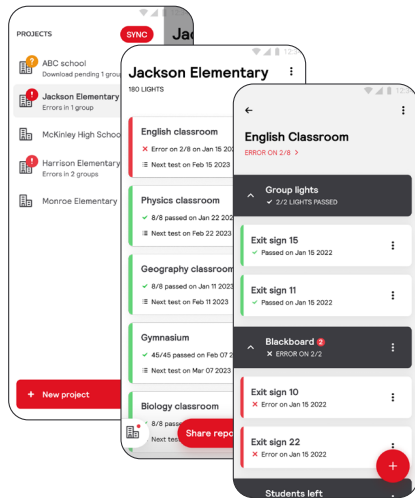 PROJECTS
SYNC
ABC school
Download pending 1
Jackson Elementary
Errors in 1 group
McKinley High
Harrison Elementary
Errors in 2 groups
Monroe Elementary
+ New project
Jackson Elementary
180 LIGHTS
English classroom
Error on 2/8 on Jan 15
Next test on Feb 15 2023
Physics classroom
8/8 passed on Jan 22
Next test on Feb 22 2023
Geography classroom
8/8 passed on Jan 11 2023
Next test on Feb 11 2023
Gymnasium
45/45 passed on Feb 07
Next test on Mar 07 2023
Biology classroom
8/8
Next
Share
English Classroom
ERROR ON 2/8 >
Group lights
2/2 LIGHTS PASSED
Exit sign 15
Passed on Jan 15 2022
Exit sign 11
Passed on Jan 15 2022
Blackboard 2
ERROR ON 2/2
Exit sign 10
Error on Jan 15 2022
Exit sign 22
Error on Jan 15 2022
+
Students left